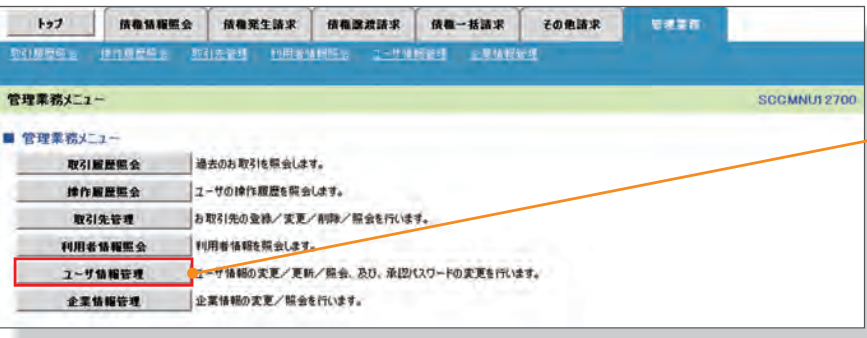 トップ 債権情報照会 債権発生請求 債権譲渡請求 債権一括請求 その他請求 管理業務
取引履歴照会 操作履歴照会 取引先管理 利用者情報照会 ユーザ情報管理 企業情報管理
管理業務メニュー SCCMNU12700
■ 管理業務メニュー
取引履歴照会 過去のお取引を照会します。
操作履歴照会 ユーザの操作履歴を照会します。
取引先管理 お取引先の登録／変更／削除／照会を行います。
利用者情報照会 利用者情報を照会します。
ユーザ情報管理 ユーザ情報の変更／更新／照会、及び、承認パスワードの変更を行います。
企業情報管理 企業情報の変更／照会を行います。